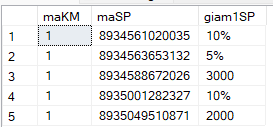 maKM maSP giam1SP
1 1 8934561020035 10%
2 1 8934563653132 5%
3 1 8934588672026 3000
4 1 8935001282327 10%
5 1 8935049510871 2000